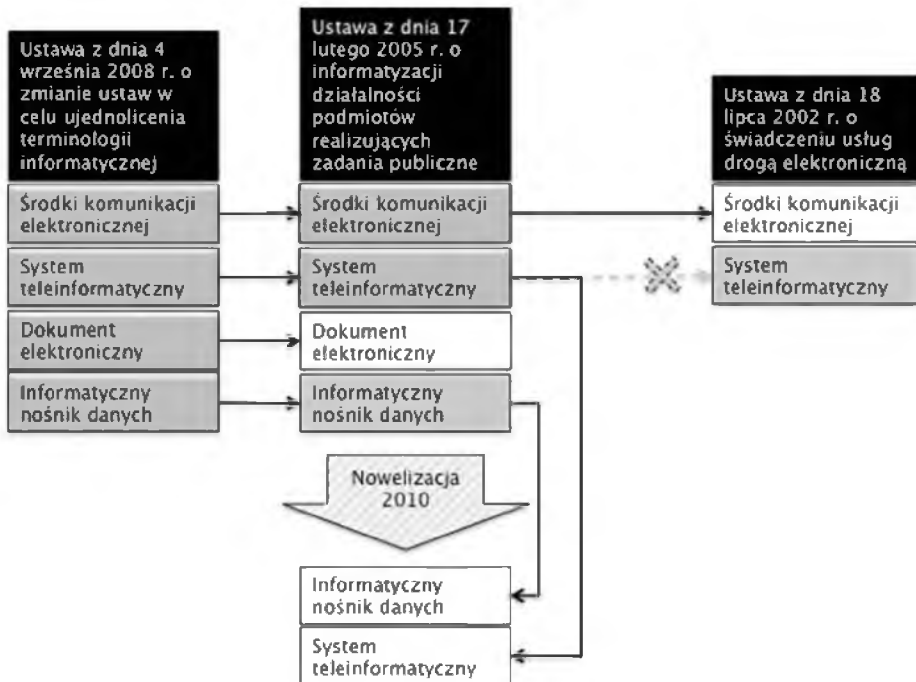 Ustawa z dnia 4
września 2008 r. o
zmianie ustaw w
celu ujednolicenia
terminologii
informatycznej
Środki komunikacji
elektronicznej
System
teleinformatyczny
Dokument
elektroniczny
Informatyczny
nośnik danych
Ustawa z dnia 17
lutego 2005 r. o
informatyzacji
działalności
podmiotów
realizujących
zadania publiczne
Środki komunikacji
elektronicznej
System
teleinformatyczny
Dokument
elektroniczny
Informatyczny
nośnik danych
Nowelizacja
2010
Informatyczny
nośnik danych
System
teleinformatyczny
Ustawa z dnia 18
lipca 2002 r. o
świadczeniu usług
drogą elektroniczną
Środki komunikacji
elektronicznej
System
teleinformatyczny